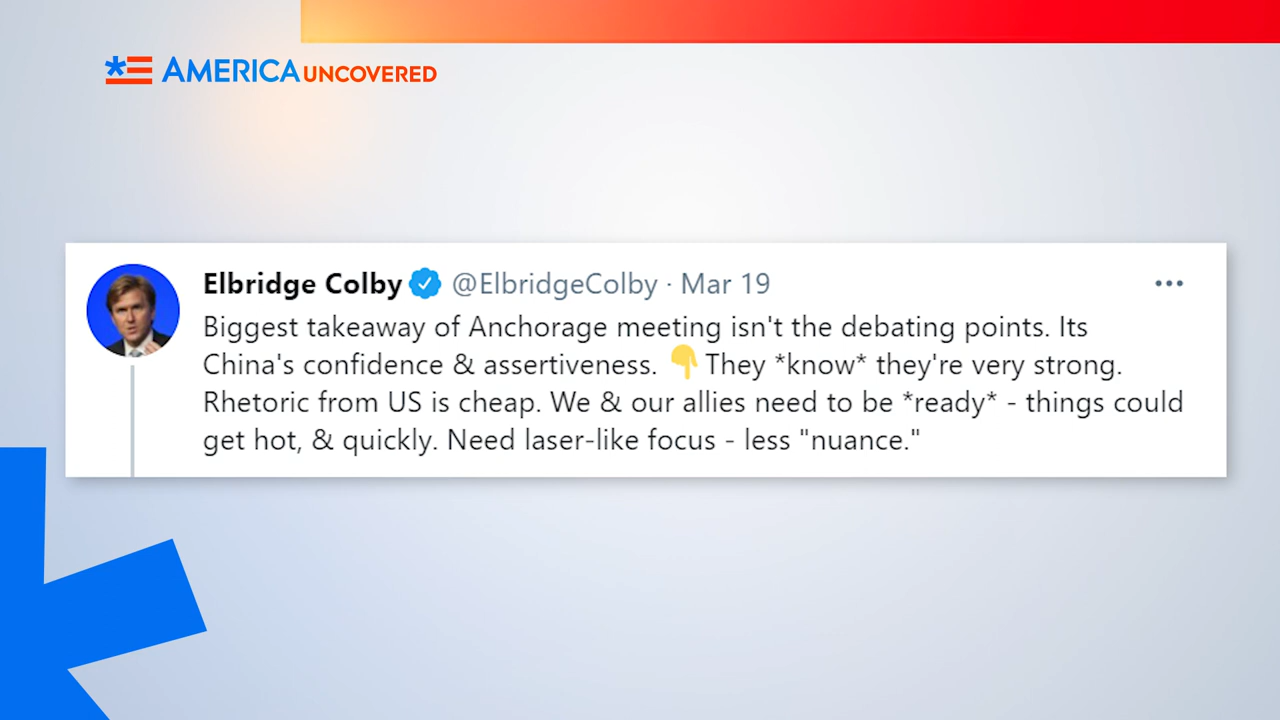 AMERICA UNCOVERED
Elbridge Colby @ElbridgeColby · Mar 19
Biggest takeaway of Anchorage meeting isn't the debating points. Its
China's confidence & assertiveness. 👇 They *know* they're very strong.
Rhetoric from US is cheap. We & our allies need to be *ready* - things could
get hot, & quickly. Need laser-like focus - less "nuance."